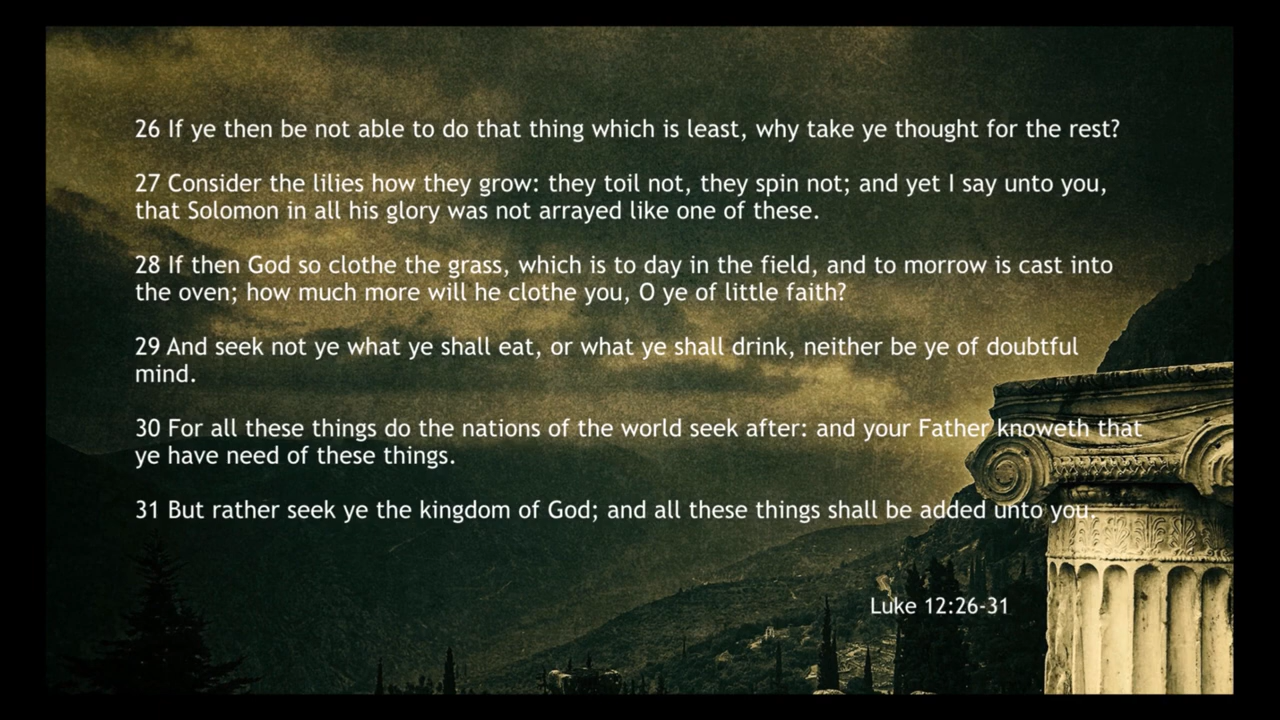 26 If ye then be not able to do that thing which is least, why take ye thought for the rest?
27 Consider the lilies how they grow: they toil not, they spin not; and yet I say unto you,
that Solomon in all his glory was not arrayed like one of these.
28 If then God so clothe the grass, which is to day in the field, and to morrow is cast into
the oven; how much more will he clothe you, O ye of little faith?
29 And seek not ye what ye shall eat, or what ye shall drink, neither be ye of doubtful
mind.
30 For all these things do the nations of the world seek after: and your Father knoweth that
ye have need of these things.
31 But rather seek ye the kingdom of God; and all these things shall be added unto you.
Luke 12:26-31